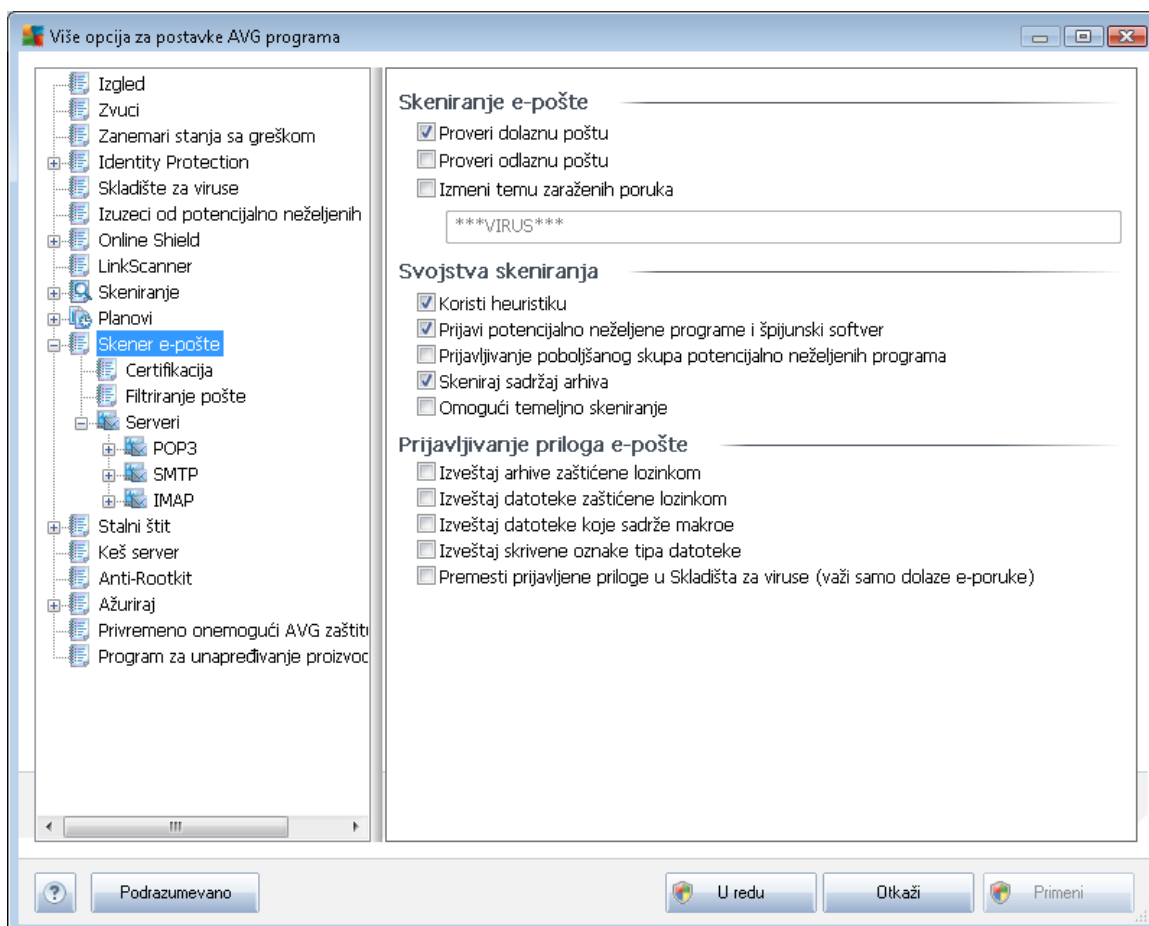 Više opcija za postavke AVG programa
Izgled
Zvuci
Zanemari stanja sa greškom
Identity Protection
Skladište za viruse
Izuzeci od potencijalno neželjenih
Online Shield
LinkScanner
Skeniranje
Planovi
Skener e-pošte
Certifikacija
Filtriranje pošte
Serveri
POP3
SMTP
IMAP
Stalni štit
Keš server
Anti-Rootkit
Ažuriraj
Privremeno onemogući AVG zaštitu
Program za unapređivanje proizvod
Skeniranje e-pošte
Proveri dolaznu poštu
Proveri odlaznu poštu
Izmeni temu zaraženih poruka
***VIRUS***
Svojstva skeniranja
Koristi heuristiku
Prijavi potencijalno neželjene programe i špijunski softver
Prijavljivanje poboljšanog skupa potencijalno neželjenih programa
Skeniraj sadržaj arhiva
Omogući temeljno skeniranje
Prijavljivanje priloga e-pošte
Izveštaj arhive zaštićene lozinkom
Izveštaj datoteke zaštićene lozinkom
Izveštaj datoteke koje sadrže makroe
Izveštaj skrivene oznake tipa datoteke
Premesti prijavljene priloge u Skladišta za viruse (važi samo dolaze e-poruke)
? Podrazumevano U redu Otkaži Primeni